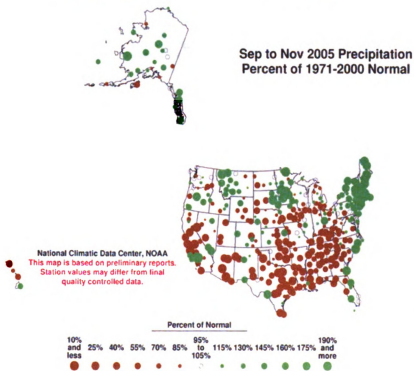 Sep to Nov 2005 Precipitation
Percent of 1971-2000 Normal
National Climatic Data Center, NOAA
This map is based on preliminary reports.
Station values may differ from final
quality controlled data.
Percent of Normal
10% and less 25% 40% 55% 70% 85% 95% to 105% 115% 130% 145% 160% 175% 190% and more